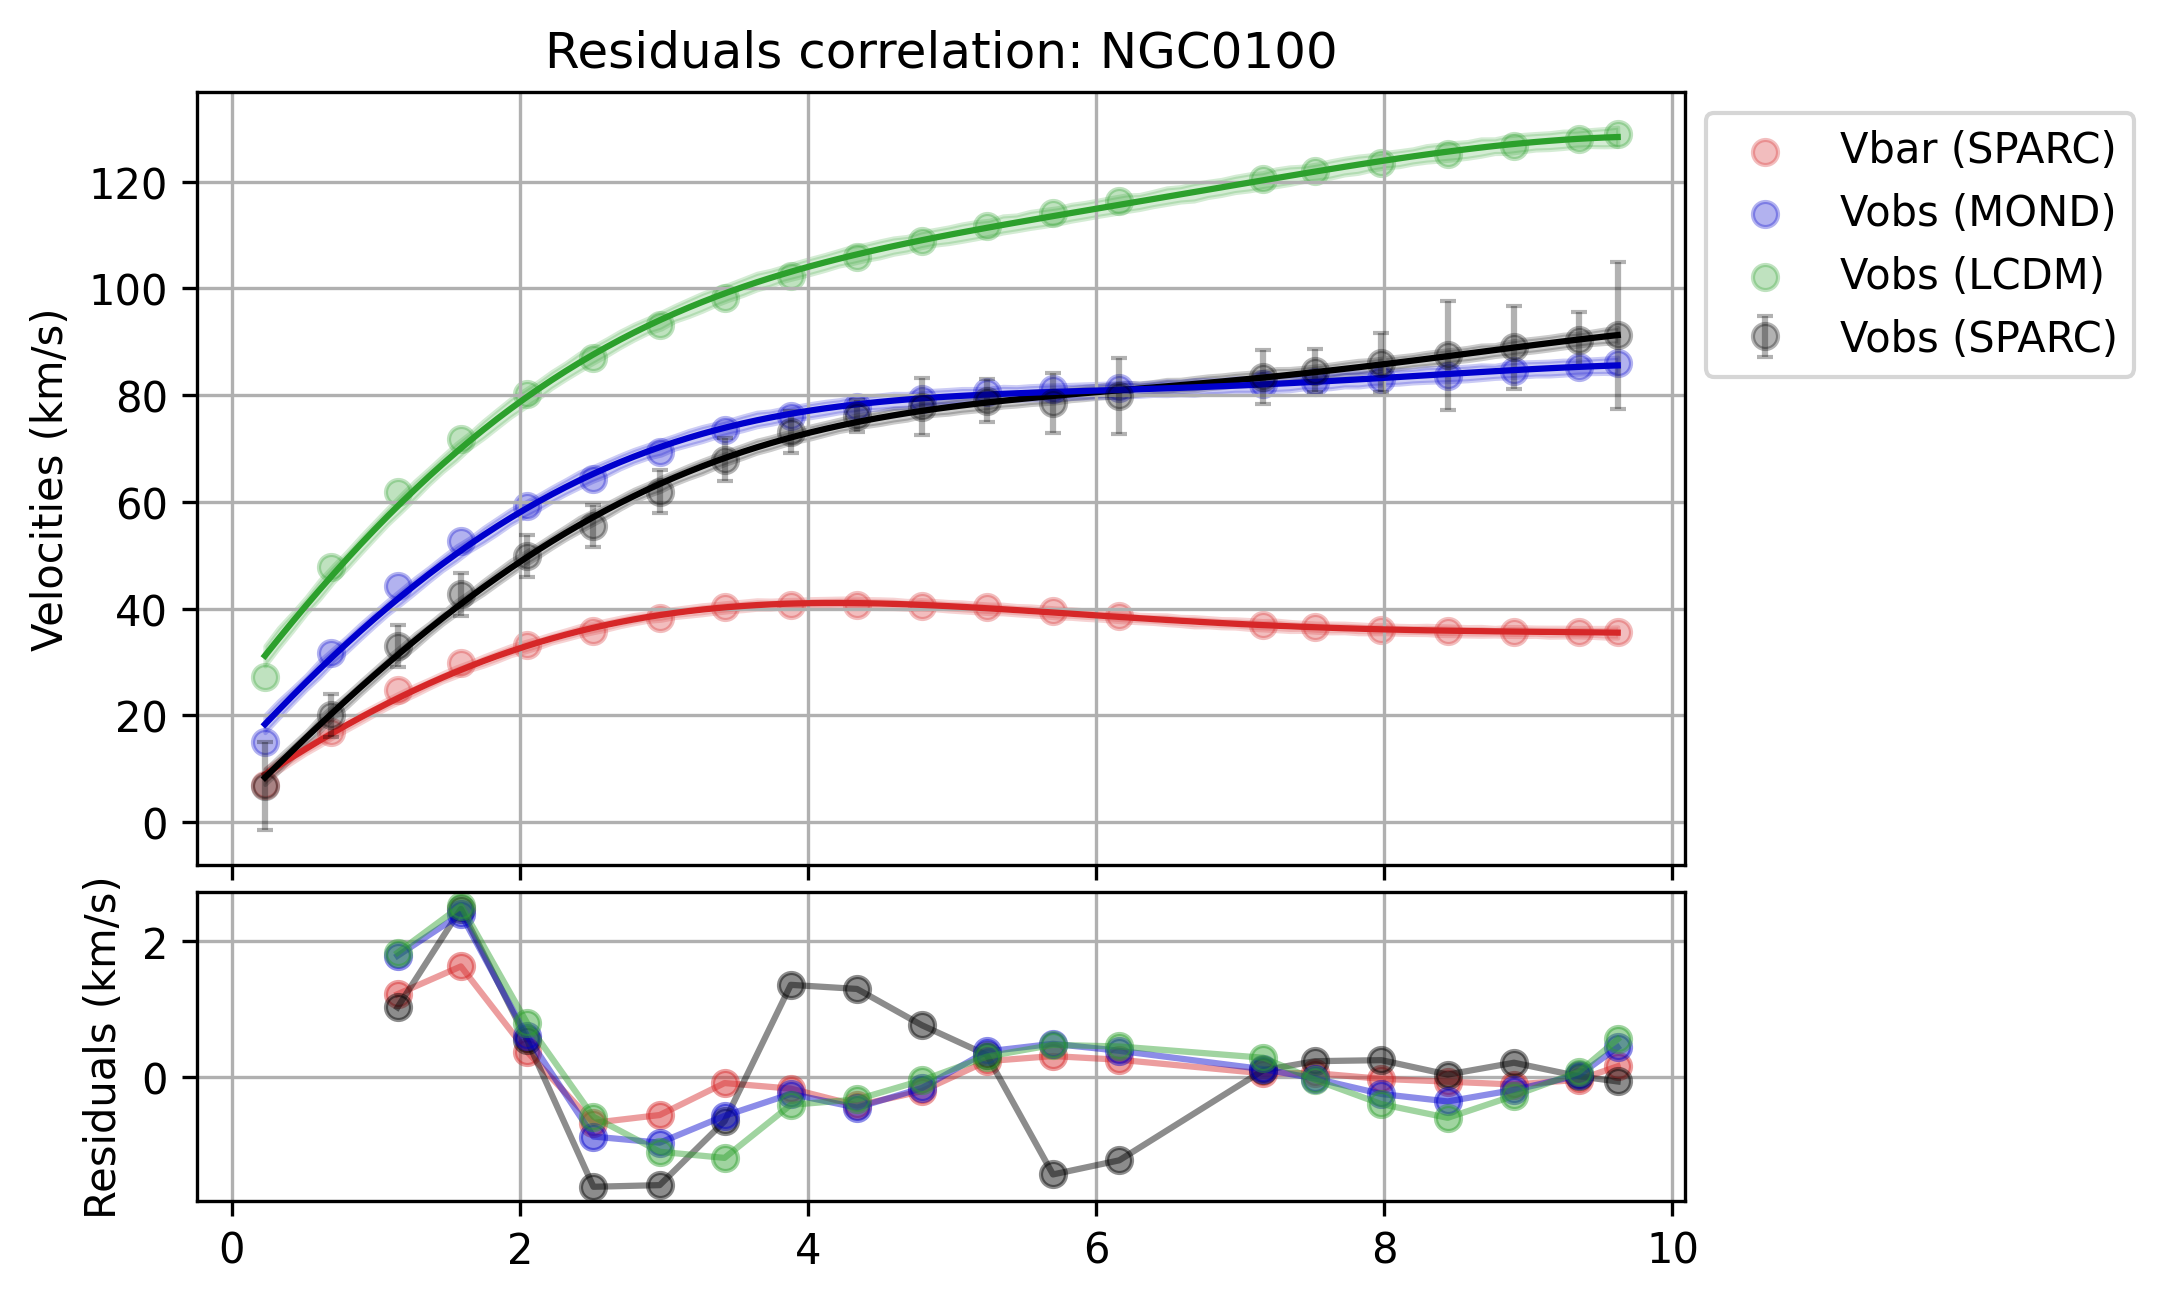 Residuals correlation: NGC0100
Velocities (km/s)
120
100
80
60
40
20
0
Vbar (SPARC)
Vobs (MOND)
Vobs (LCDM)
Vobs (SPARC)
Residuals (km/s)
2
0
0 2 4 6 8 10